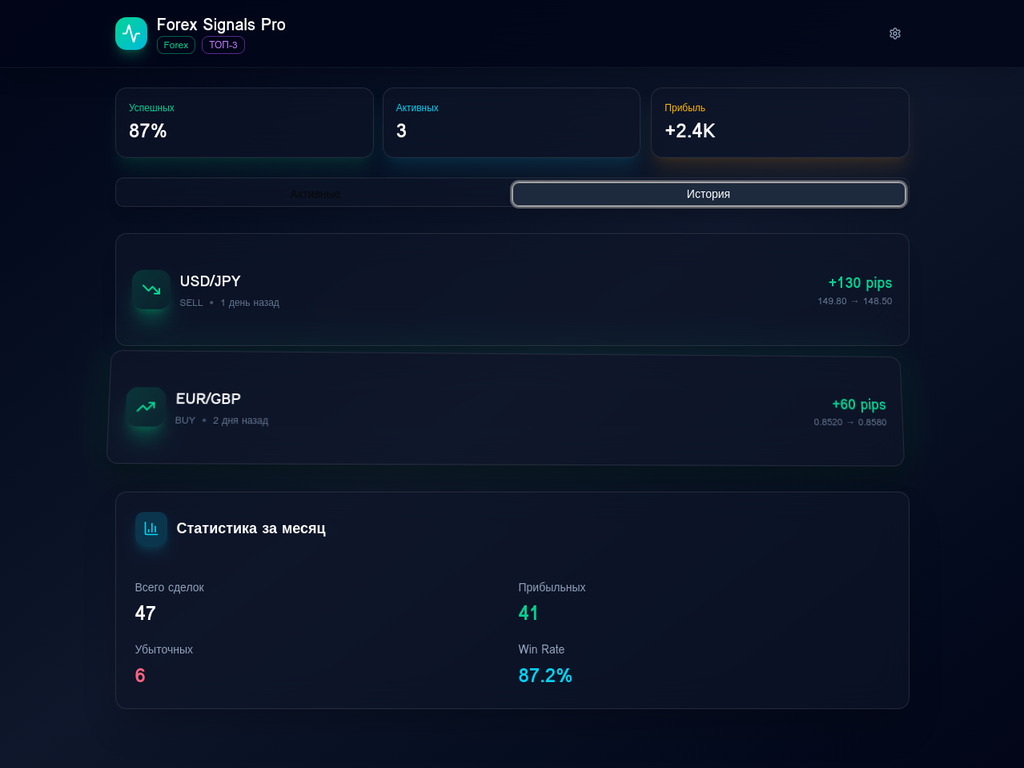 Forex Signals Pro
Forex ТОП-3
Успешных
87%
Активных
3
Прибыль
+2.4K
Активные
История
USD/JPY
SELL • 1 день назад
+130 pips
149.80 → 148.50
EUR/GBP
BUY • 2 дня назад
+60 pips
0.8520 → 0.8580
Статистика за месяц
Всего сделок
47
Прибыльных
41
Убыточных
6
Win Rate
87.2%